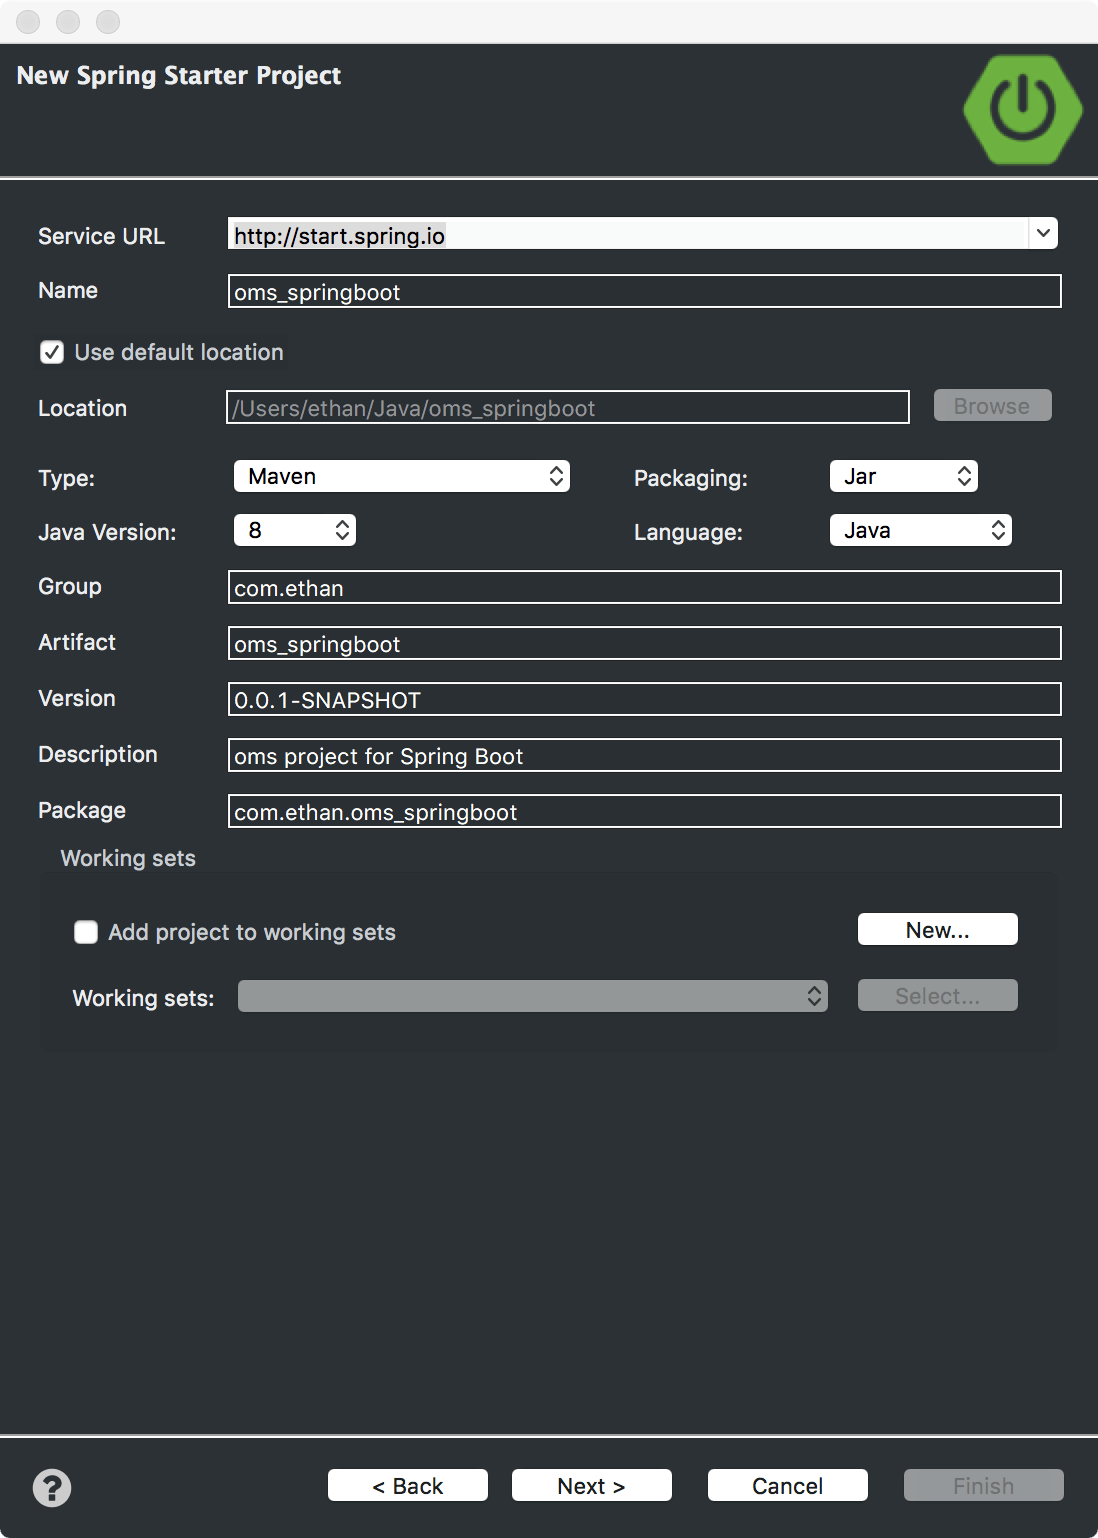 New Spring Starter Project
Service URL http://start.spring.io
Name oms_springboot
Use default location
Location /Users/ethan/Java/oms_springboot Browse
Type: Maven Packaging: Jar
Java Version: 8 Language: Java
Group com.ethan
Artifact oms_springboot
Version 0.0.1-SNAPSHOT
Description oms project for Spring Boot
Package com.ethan.oms_springboot
Working sets
Add project to working sets New...
Working sets: Select...
? < Back Next > Cancel Finish